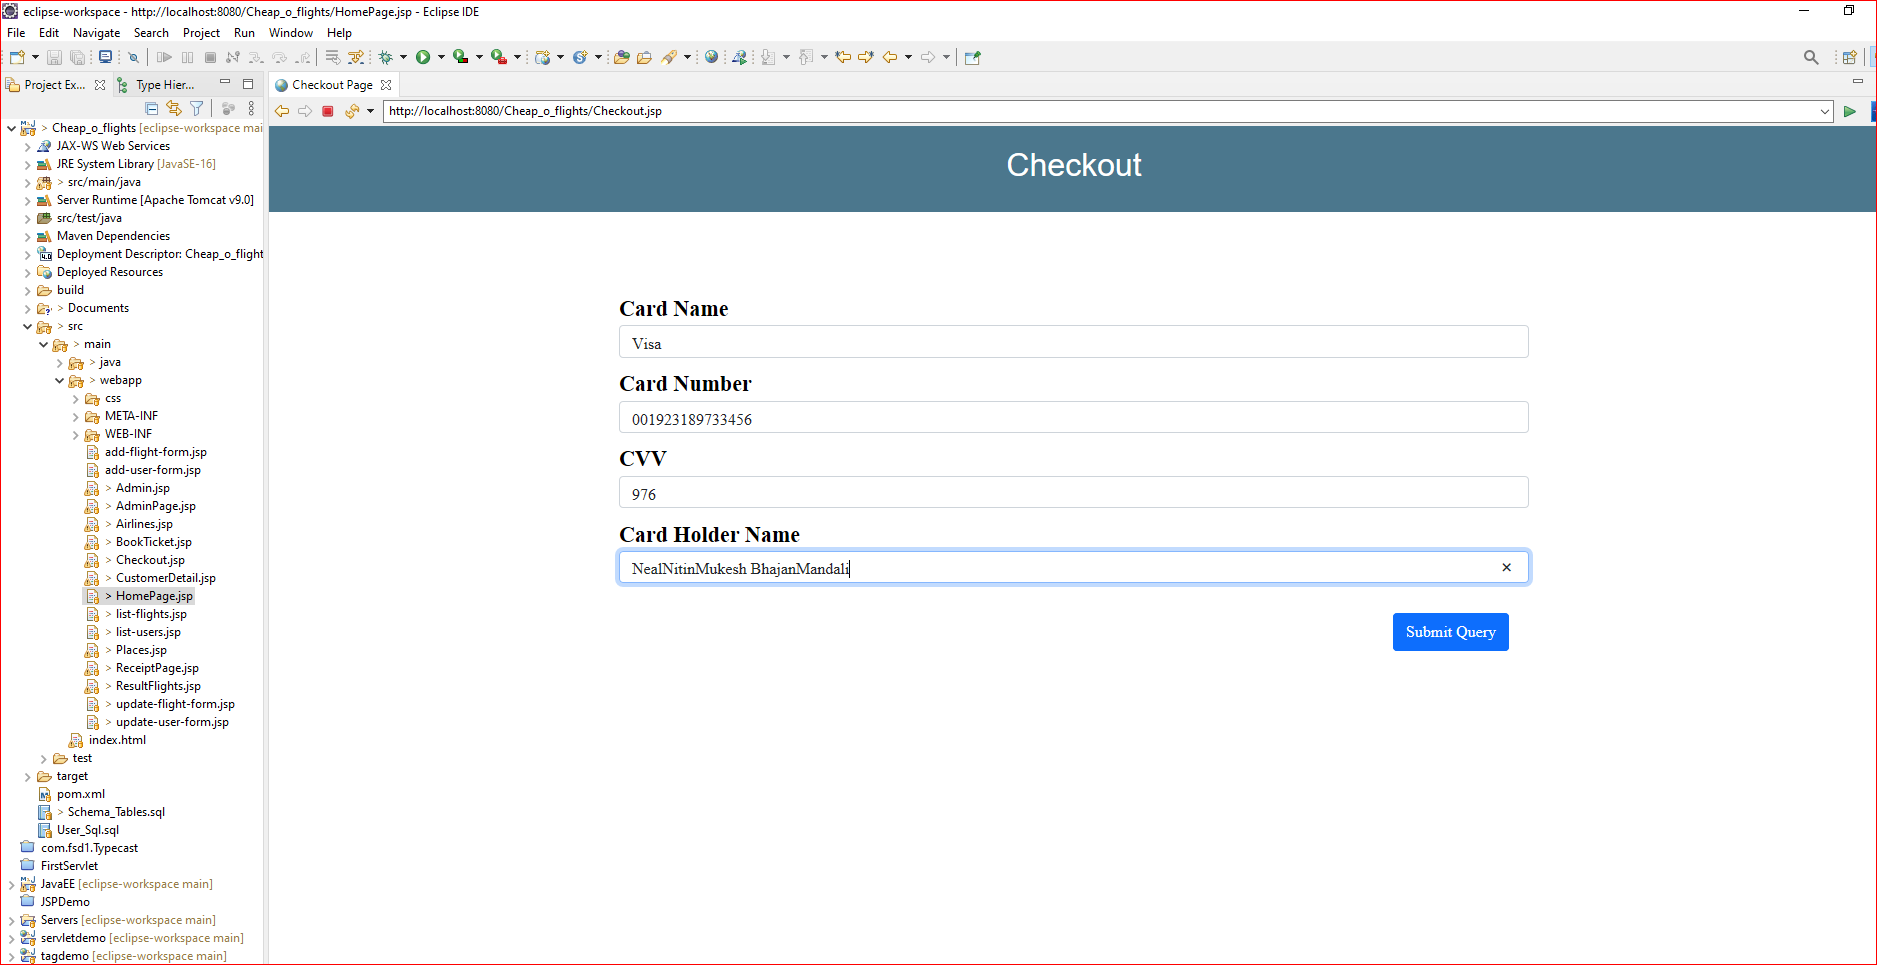 eclipse-workspace - http://localhost:8080/Cheap_o_flights/HomePage.jsp - Eclipse IDE
File Edit Navigate Search Project Run Window Help
Project Ex... Type Hier... Checkout Page
http://localhost:8080/Cheap_o_flights/Checkout.jsp
> Cheap_o_flights [eclipse-workspace mai
JAX-WS Web Services
JRE System Library [JavaSE-16]
> src/main/java
Server Runtime [Apache Tomcat v9.0]
src/test/java
Maven Dependencies
Deployment Descriptor: Cheap_o_flight
Deployed Resources
build
> Documents
> src
> main
> java
> webapp
css
META-INF
WEB-INF
add-flight-form.jsp
add-user-form.jsp
> Admin.jsp
> AdminPage.jsp
> Airlines.jsp
> BookTicket.jsp
> Checkout.jsp
> CustomerDetail.jsp
> HomePage.jsp
> list-flights.jsp
> list-users.jsp
> Places.jsp
> ReceiptPage.jsp
> ResultFlights.jsp
> update-flight-form.jsp
> update-user-form.jsp
index.html
test
target
pom.xml
> Schema_Tables.sql
User_Sql.sql
com.fsd1.Typecast
FirstServlet
JavaEE [eclipse-workspace main]
JSPDemo
Servers [eclipse-workspace main]
servletdemo [eclipse-workspace main]
tagdemo [eclipse-workspace main]
Checkout
Card Name
Visa
Card Number
001923189733456
CVV
976
Card Holder Name
NealNitinMukesh BhajanMandali
Submit Query